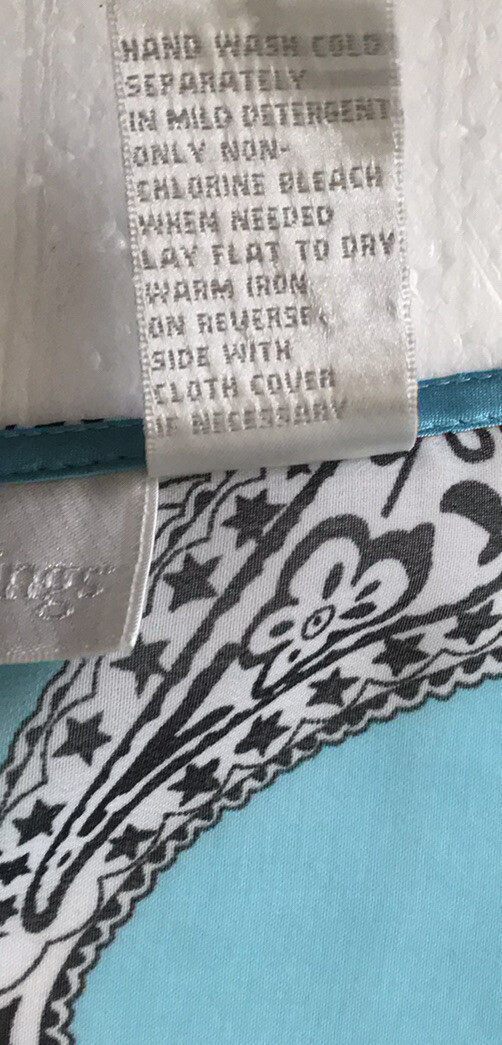 HAND WASH COLD
SEPARATELY
IN MILD DETERGENT
ONLY NON-
CHLORINE BLEACH
WHEN NEEDED
LAY FLAT TO DRY
WARM IRON
ON REVERSE
SIDE WITH
CLOTH COVER
IF NECESSARY
ings